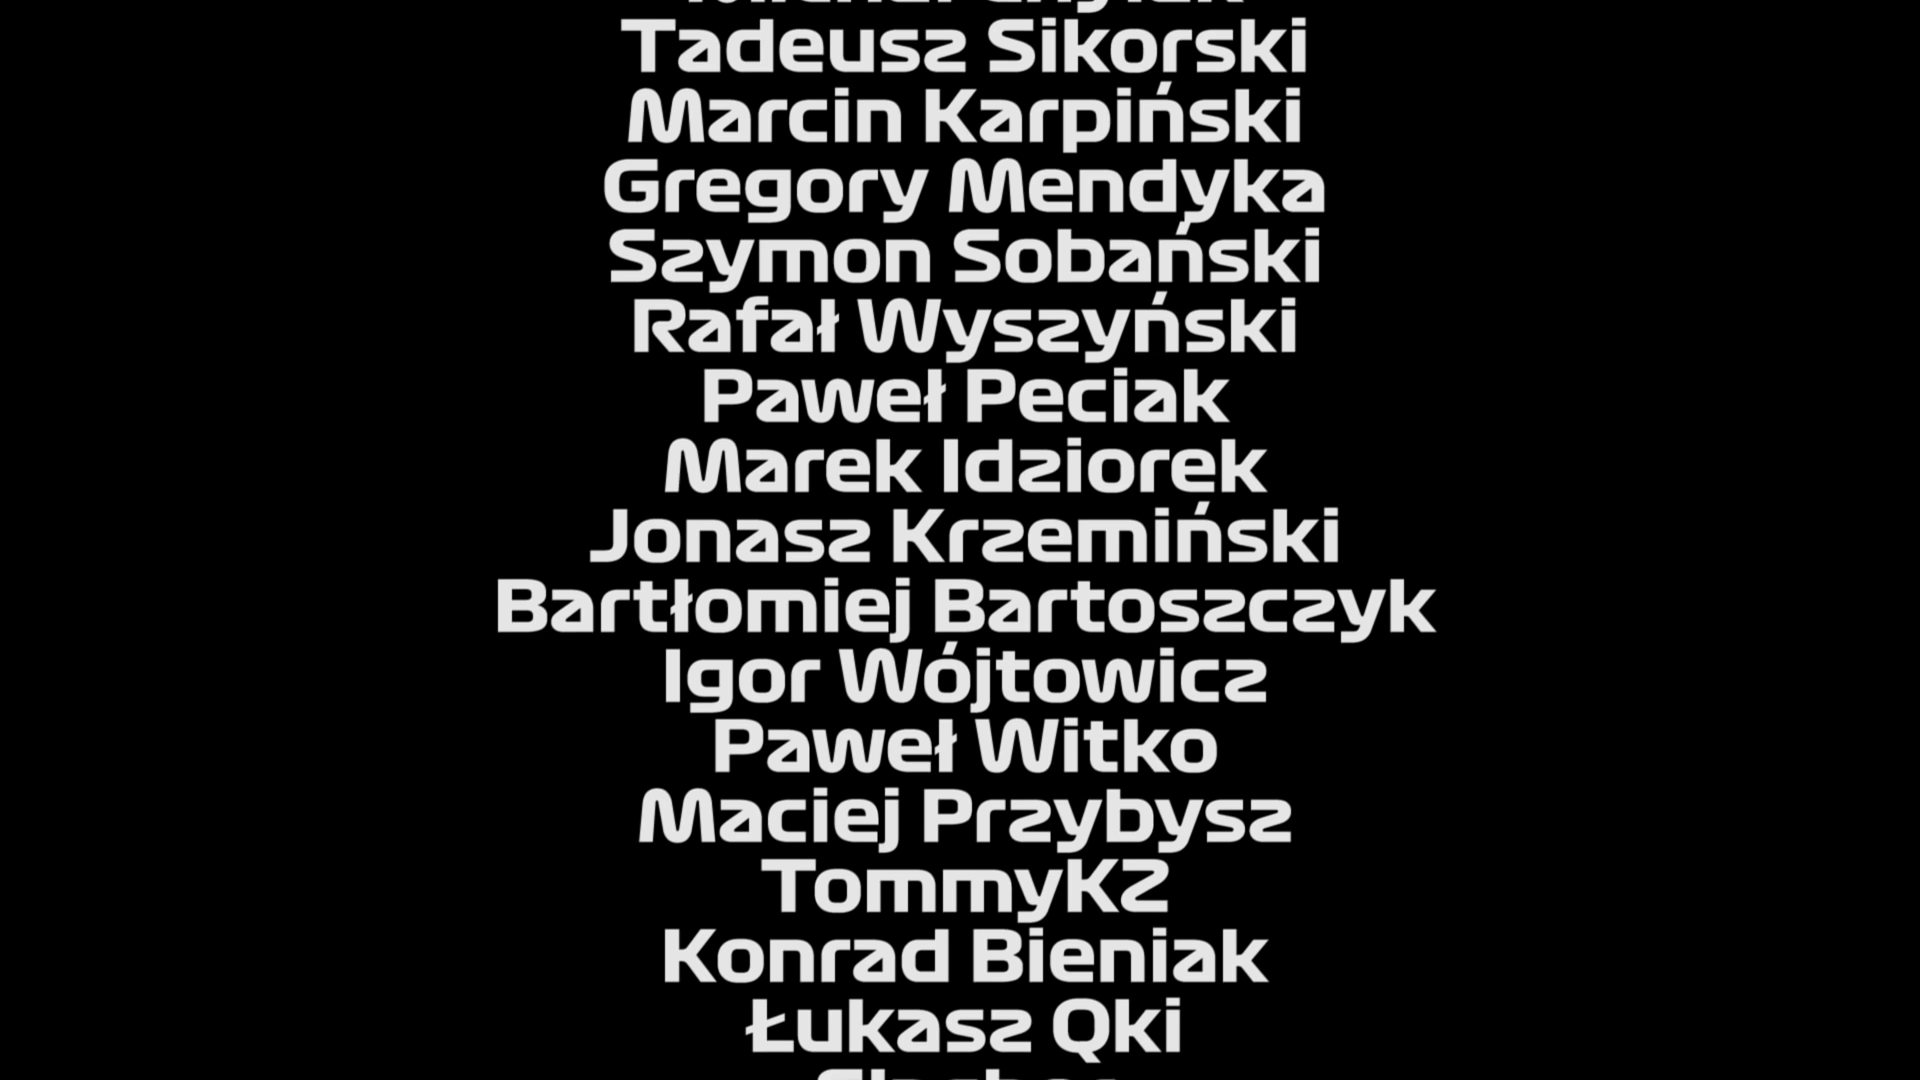 Tadeusz Sikorski
Marcin Karpiński
Gregory Mendyka
Szymon Sobański
Rafał Wyszyński
Paweł Peciak
Marek Idziorek
Jonasz Krzemiński
Bartłomiej Bartoszczyk
Igor Wójtowicz
Paweł Witko
Maciej Przybysz
TommyKZ
Konrad Bieniak
Łukasz Qki